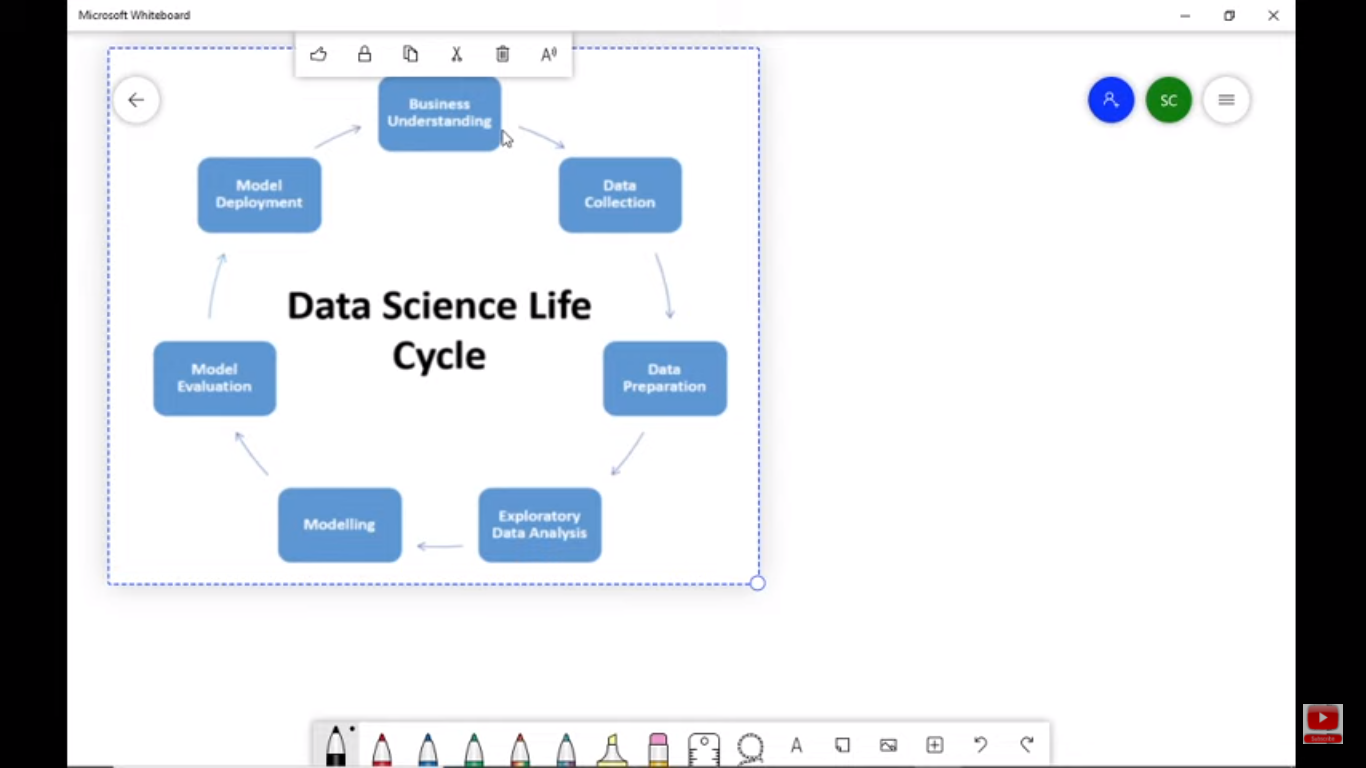 Microsoft Whiteboard
Business
Understanding
SC
Model
Deployment
Data
Collection
Data Science Life
Cycle
Model
Evaluation
Data
Preparation
Modelling
Exploratory
Data Analysis
Subscribe